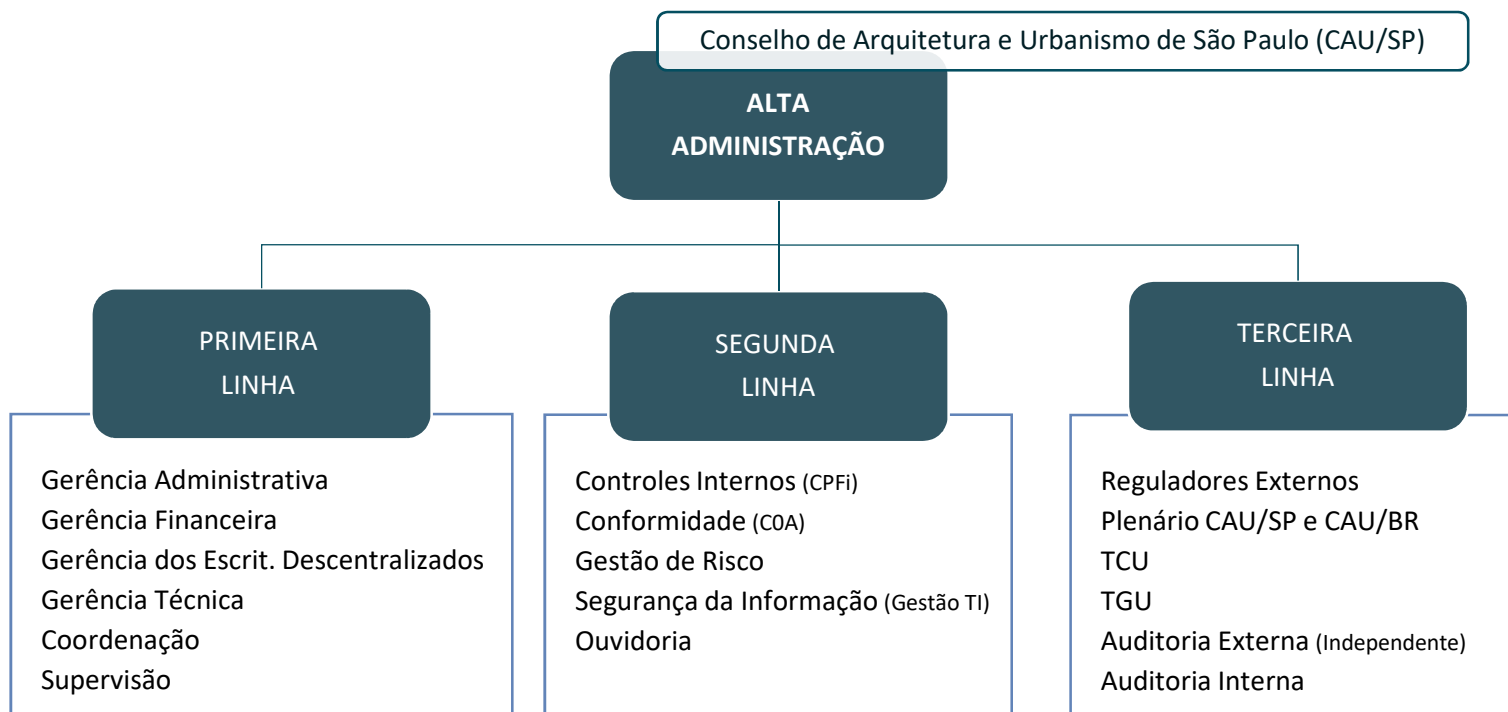 Conselho de Arquitetura e Urbanismo de São Paulo (CAU/SP)
ALTA
ADMINISTRAÇÃO
PRIMEIRA
LINHA
Gerência Administrativa
Gerência Financeira
Gerência dos Escrit. Descentralizados
Gerência Técnica
Coordenação
Supervisão
SEGUNDA
LINHA
Controles Internos (CPFi)
Conformidade (C0A)
Gestão de Risco
Segurança da Informação (Gestão TI)
Ouvidoria
TERCEIRA
LINHA
Reguladores Externos
Plenário CAU/SP e CAU/BR
TCU
TGU
Auditoria Externa (Independente)
Auditoria Interna